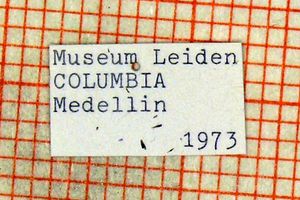 Museum Leiden
COLUMBIA
Medellin
1973